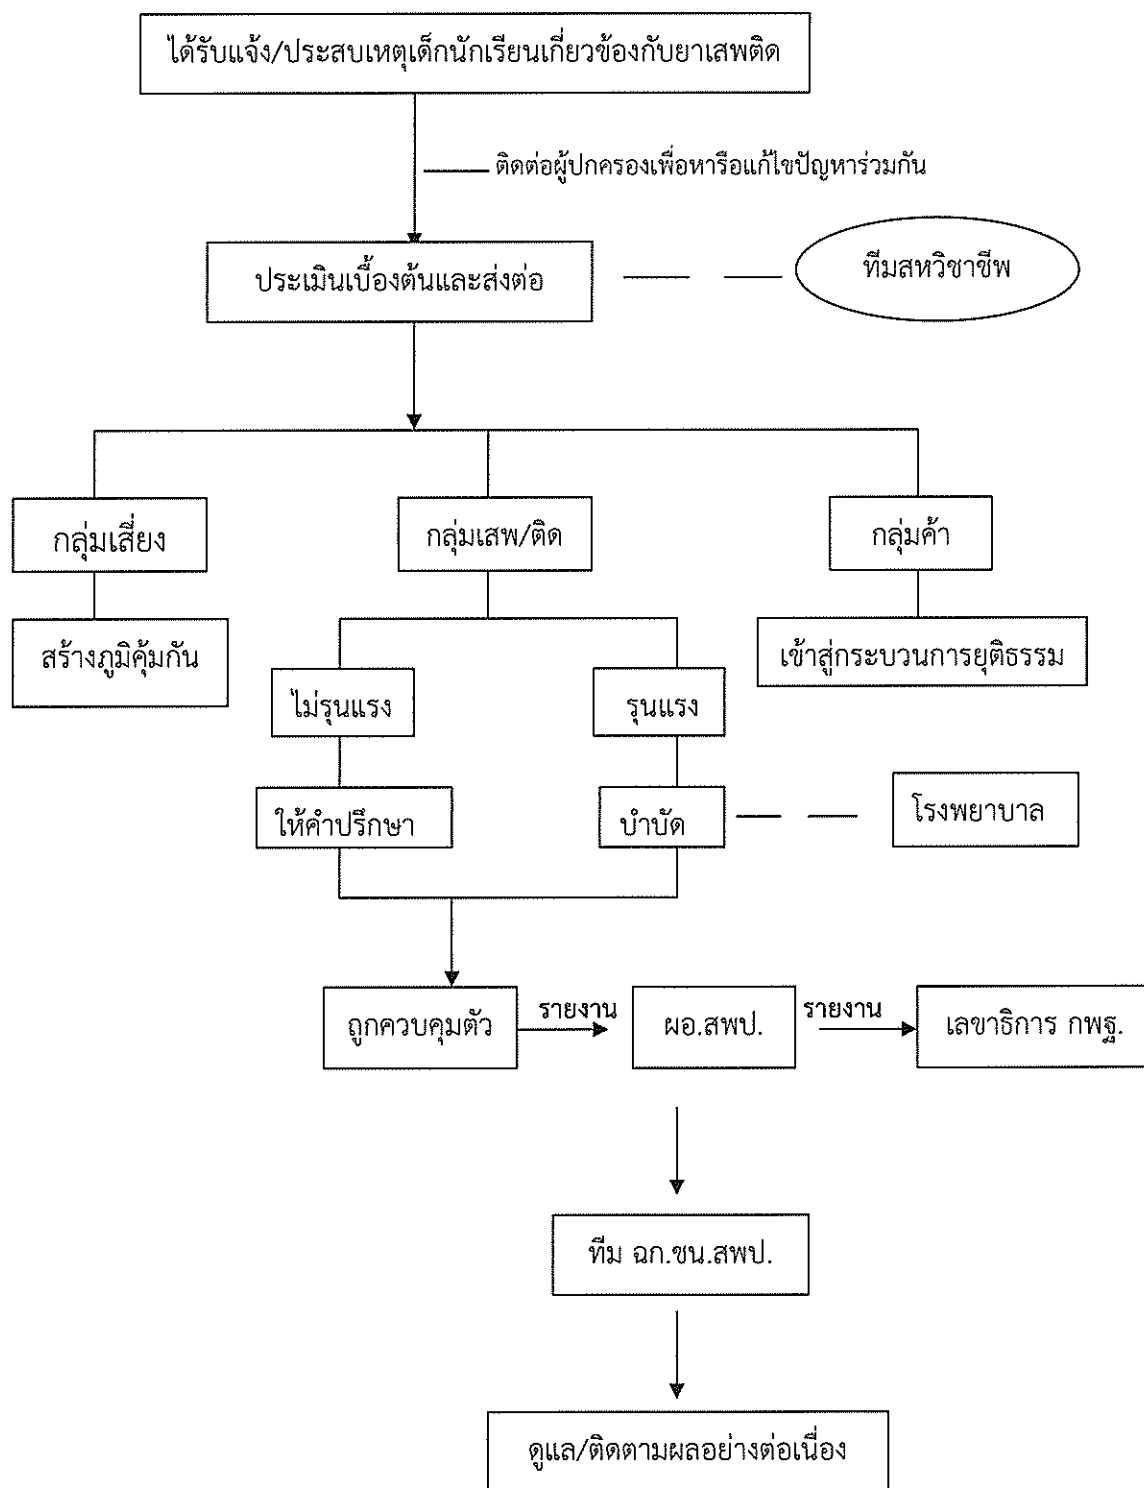 ได้รับแจ้ง/ประสบเหตุเด็กนักเรียนเกี่ยวข้องกับยาเสพติด
ติดต่อผู้ปกครองเพื่อหารือแก้ไขปัญหาร่วมกัน
ประเมินเบื้องต้นและส่งต่อ
ทีมสหวิชาชีพ
กลุ่มเสี่ยง
กลุ่มเสพ/ติด
กลุ่มค้า
สร้างภูมิคุ้มกัน
เข้าสู่กระบวนการยุติธรรม
ไม่รุนแรง
รุนแรง
ให้คำปรึกษา
บำบัด
โรงพยาบาล
ถูกควบคุมตัว
รายงาน
ผอ.สพป.
รายงาน
เลขาธิการ กพฐ.
ทีม ฉก.ชน.สพป.
ดูแล/ติดตามผลอย่างต่อเนื่อง